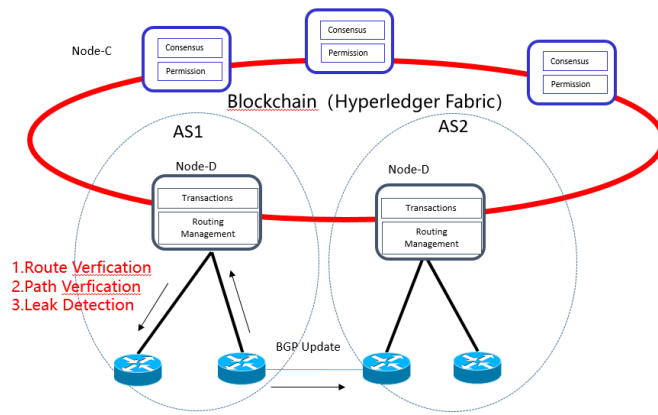 Node-C
Consensus
Permission
Consensus
Permission
Consensus
Permission
Blockchain（Hyperledger Fabric）
AS1
AS2
Node-D
Transactions
Routing
Management
Node-D
Transactions
Routing
Management
1.Route Verfication
2.Path Verfication
3.Leak Detection
BGP Update